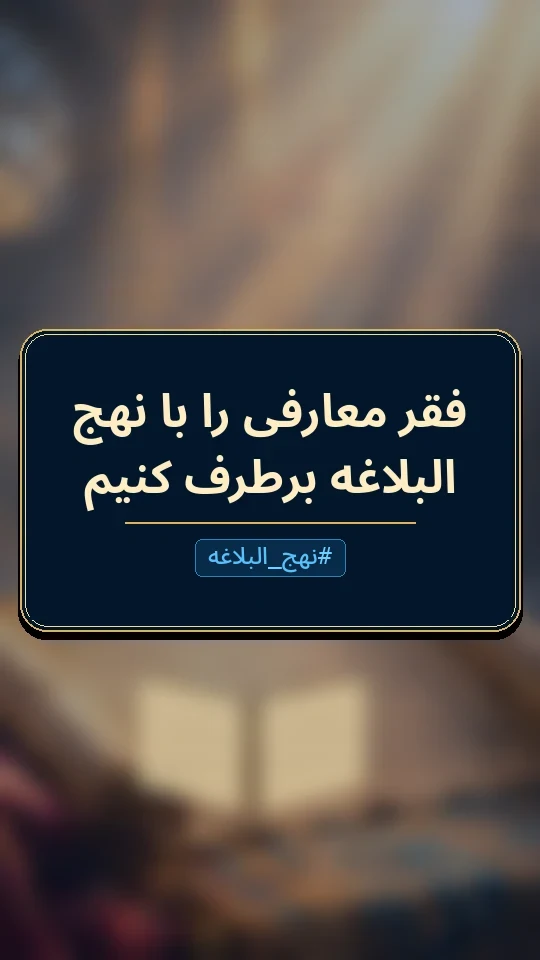 فقر معارفی را با نهج
البلاغه برطرف کنیم
#نهج_البلاغه